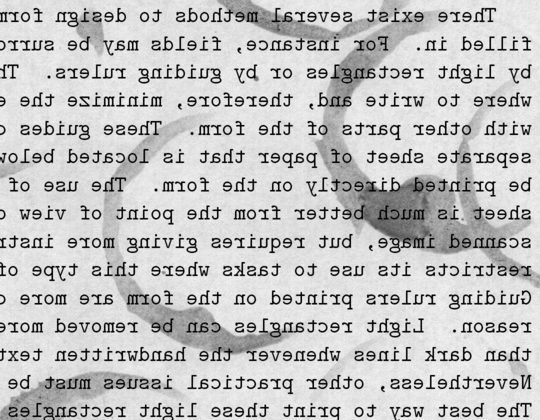 There exist several methods to design form
filled in. For instance, fields may be surro
by light rectangles or by guiding rulers. Th
where to write and, therefore, minimize the e
with other parts of the form. These guides c
separate sheet of paper that is located below
be printed directly on the form. The use of
sheet is much better from the point of view o
scanned image, but requires giving more instr
restricts its use to tasks where this type of
Guiding rulers printed on the form are more c
reason. Light rectangles can be removed more
than dark lines whenever the handwritten text
Nevertheless, other practical issues must be
The best way to print these light rectangles